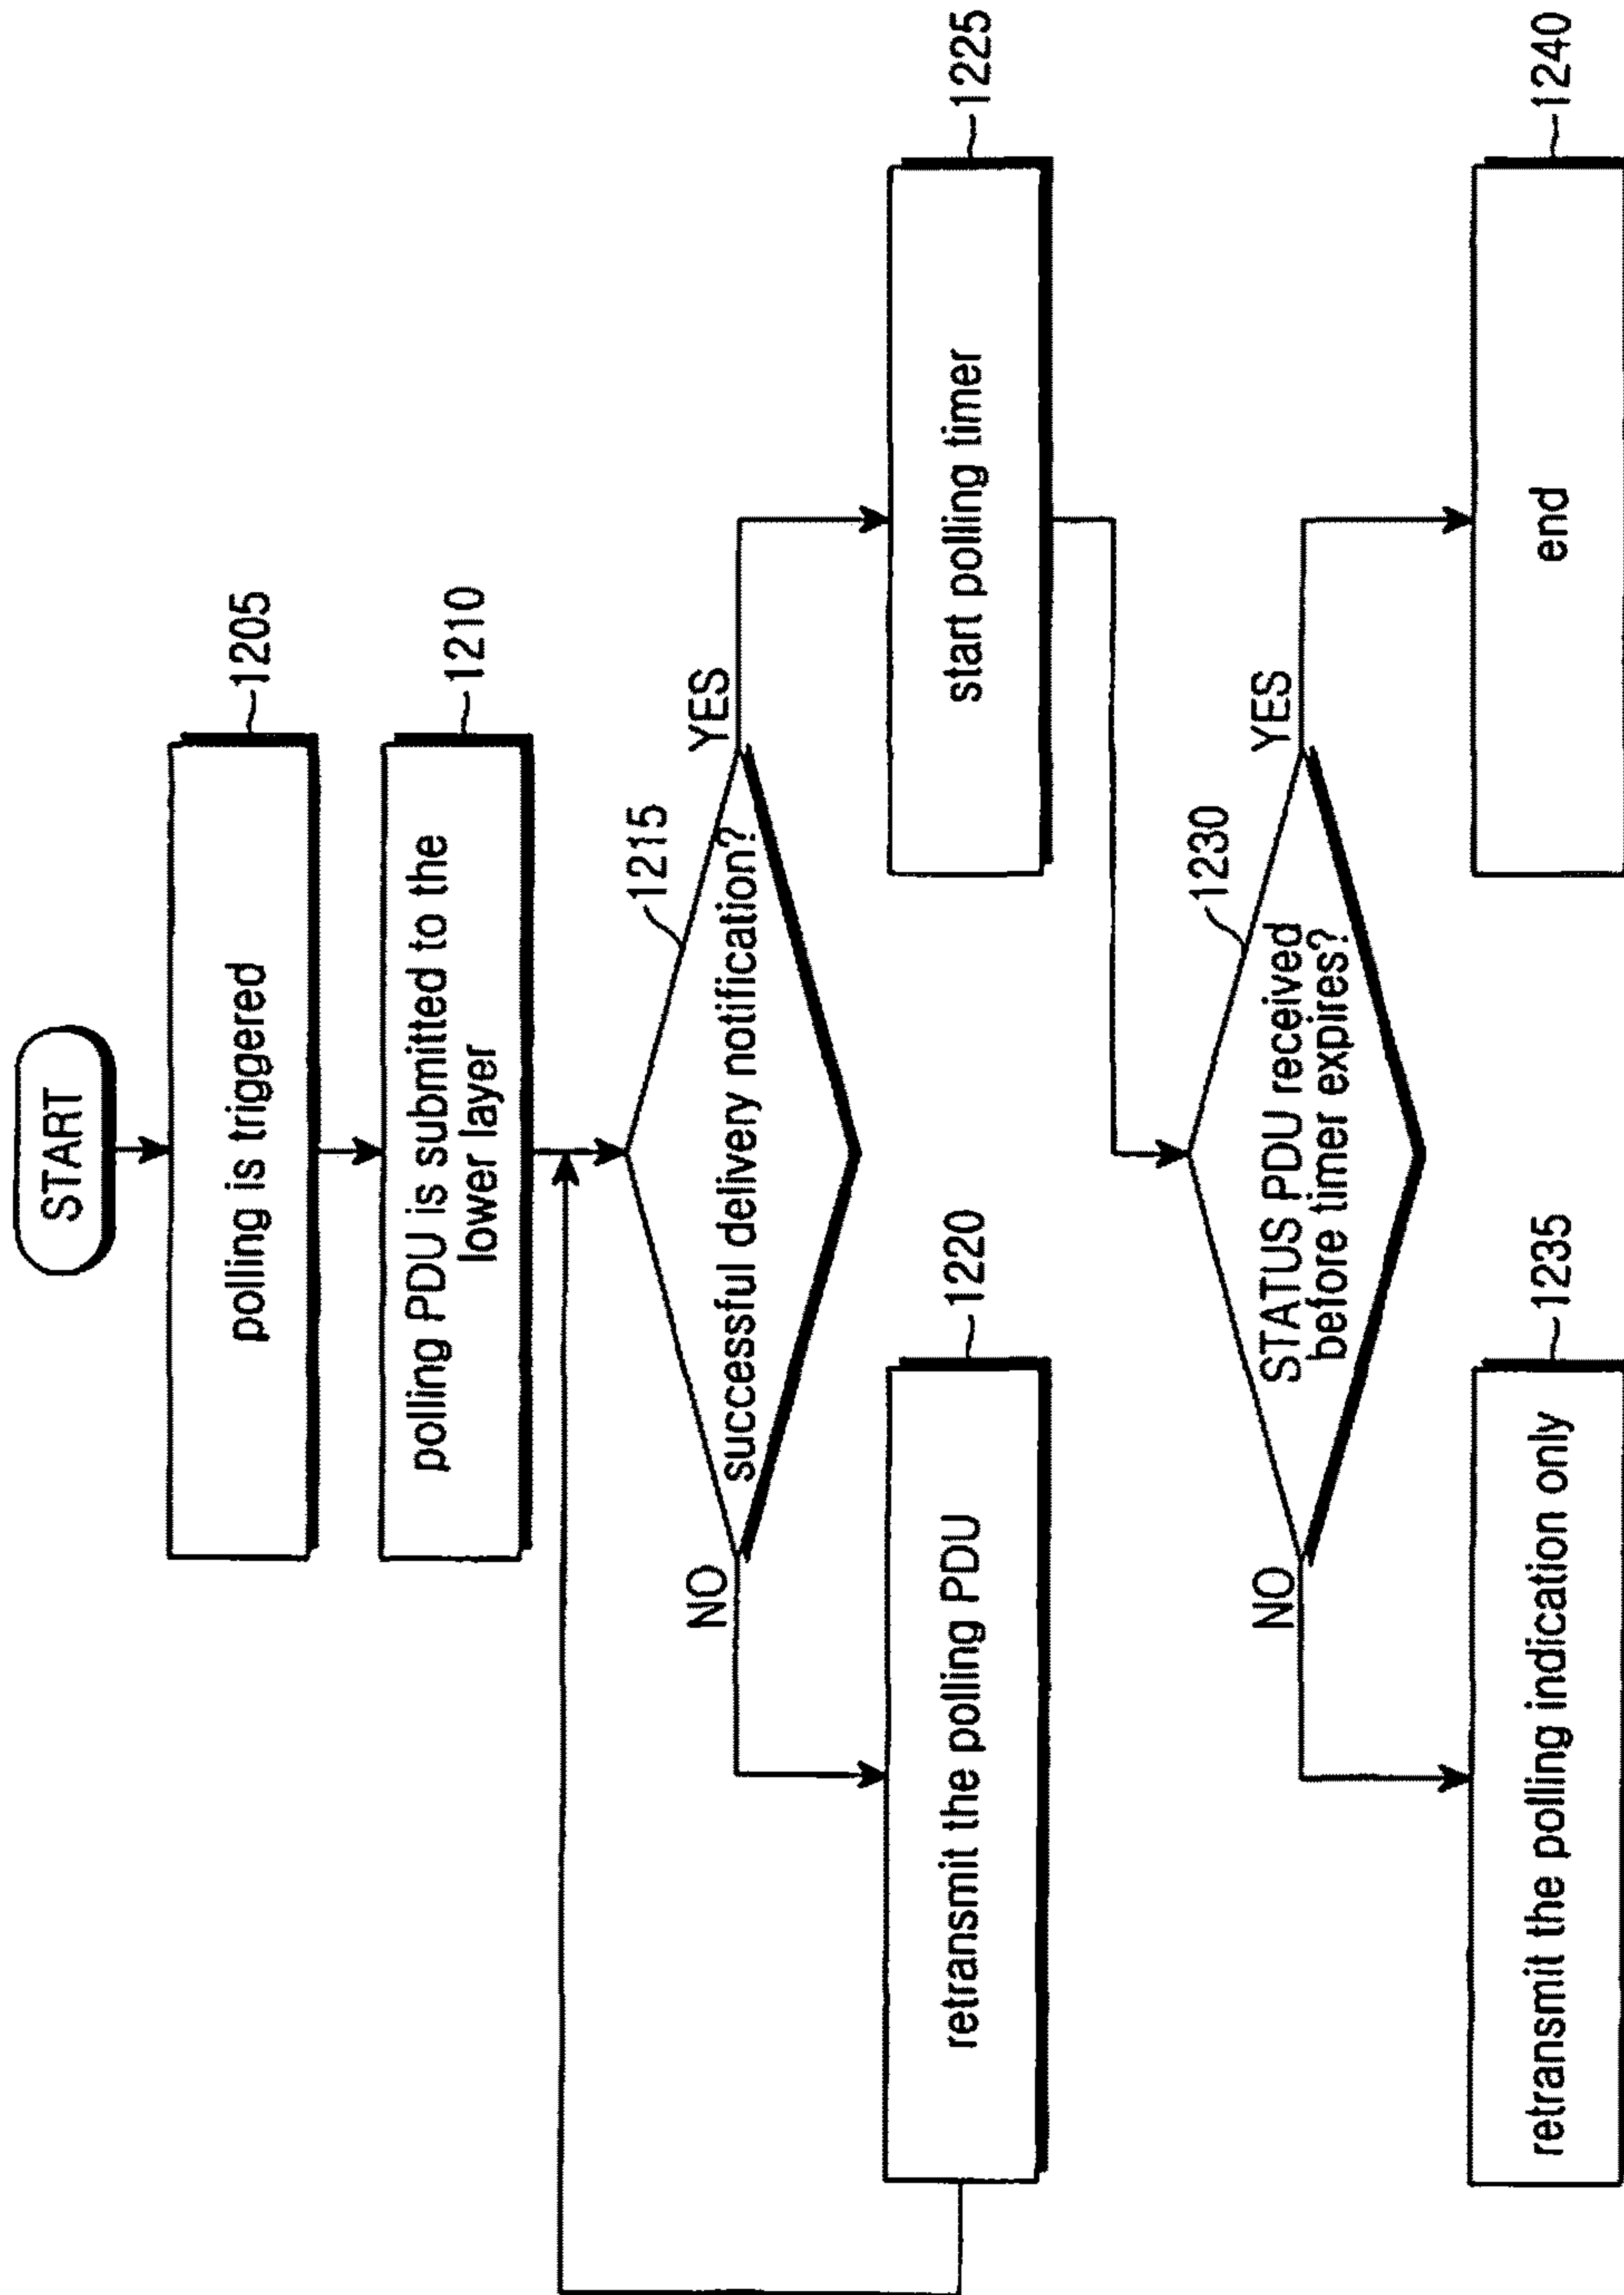 START
polling is triggered
1205
polling PDU is submitted to the
lower layer
1210
successful delivery notification?
1215
NO
YES
retransmit the polling PDU
1220
start polling timer
1225
STATUS PDU received
before timer expires?
1230
NO
YES
retransmit the polling indication only
1235
end
1240